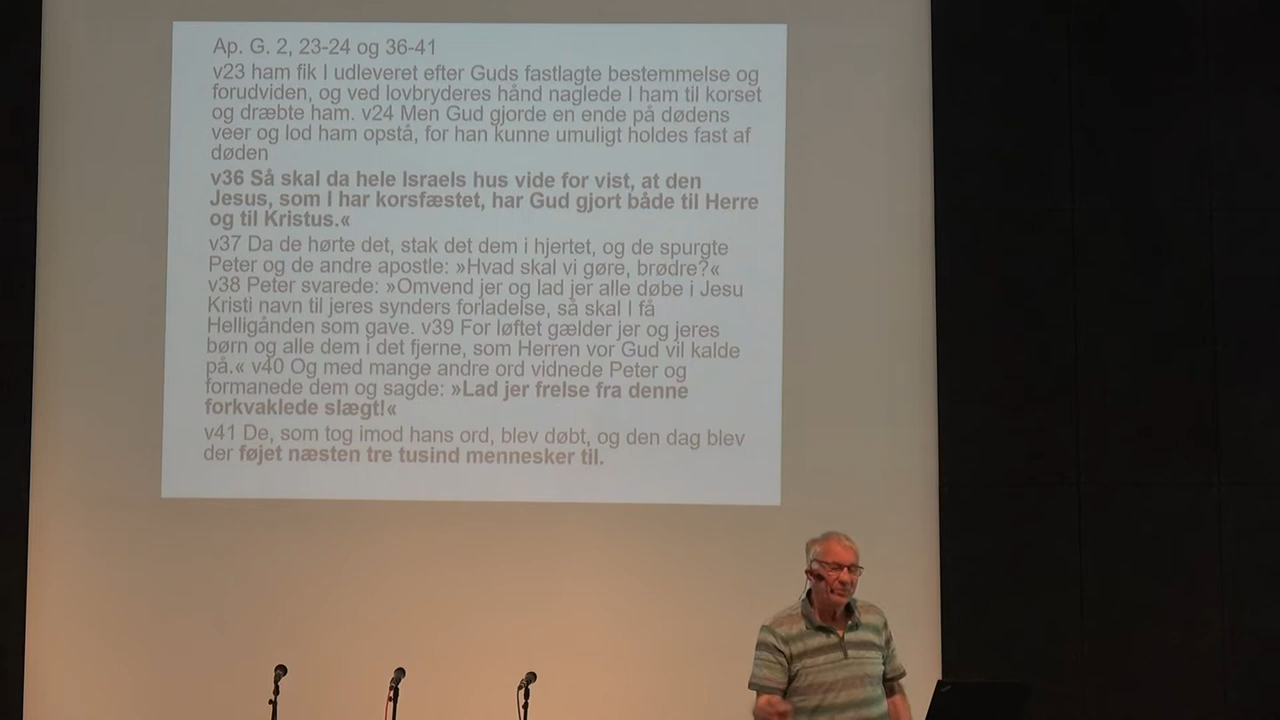 Ap. G. 2, 23-24 og 36-41
v23 ham fik I udleveret efter Guds fastlagte bestemmelse og
forudviden, og ved lovbryderes hånd naglede I ham til korset
og dræbte ham. v24 Men Gud gjorde en ende på dødens
veer og lod ham opstå, for han kunne umuligt holdes fast af
døden
v36 Så skal da hele Israels hus vide for vist, at den
Jesus, som I har korsfæstet, har Gud gjort både til Herre
og til Kristus.«
v37 Da de hørte det, stak det dem i hjertet, og de spurgte
Peter og de andre apostle: »Hvad skal vi gøre, brødre?«
v38 Peter svarede: »Omvend jer og lad jer alle døbe i Jesu
Kristi navn til jeres synders forladelse, så skal I få
Helligånden som gave. v39 For løftet gælder jer og jeres
børn og alle dem i det fjerne, som Herren vor Gud vil kalde
på.« v40 Og med mange andre ord vidnede Peter og
formanede dem og sagde: »Lad jer frelse fra denne
forkvaklede slægt!«
v41 De, som tog imod hans ord, blev døbt, og den dag blev
der føjet næsten tre tusind mennesker til.